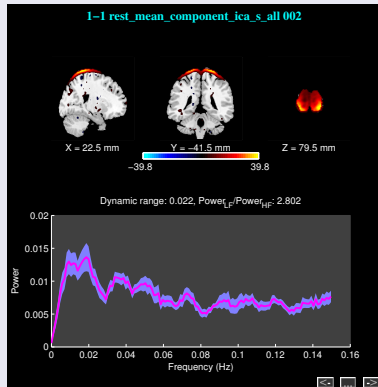 1−1 rest_mean_component_ica_s_all 002
X = 22.5 mm
Y = −41.5 mm
Z = 79.5 mm
−39.8
39.8
Dynamic range: 0.022, Power_LF/Power_HF: 2.802
0.02
0.015
0.01
0.005
0
Power
0
0.02
0.04
0.06
0.08
0.1
0.12
0.14
0.16
Frequency (Hz)
<-
...
->